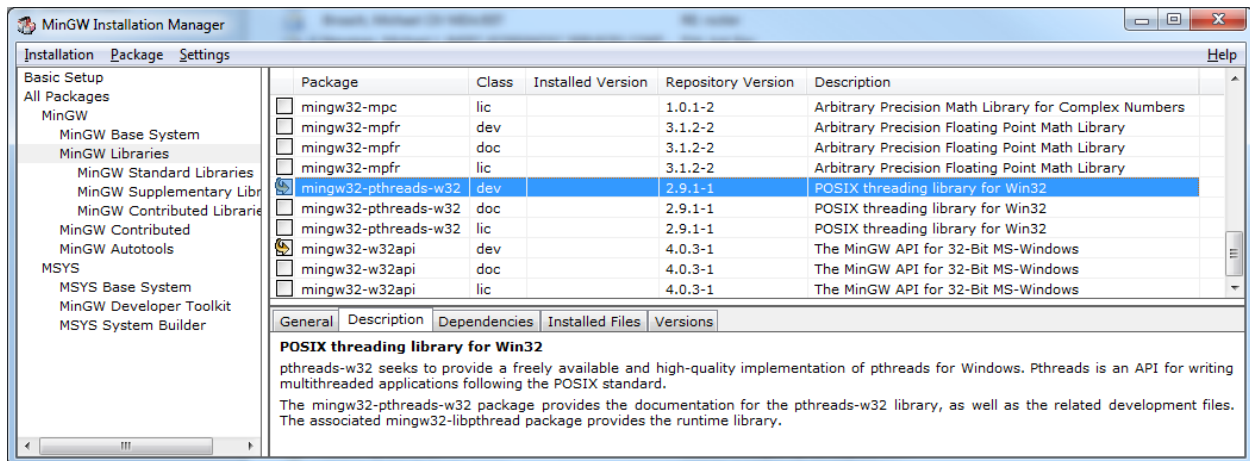 MinGW Installation Manager
Installation Package Settings Help
Basic Setup
All Packages
MinGW
MinGW Base System
MinGW Libraries
MinGW Standard Libraries
MinGW Supplementary Libr
MinGW Contributed Librarie
MinGW Contributed
MinGW Autotools
MSYS
MSYS Base System
MinGW Developer Toolkit
MSYS System Builder
Package Class Installed Version Repository Version Description
mingw32-mpc lic 1.0.1-2 Arbitrary Precision Math Library for Complex Numbers
mingw32-mpfr dev 3.1.2-2 Arbitrary Precision Floating Point Math Library
mingw32-mpfr doc 3.1.2-2 Arbitrary Precision Floating Point Math Library
mingw32-mpfr lic 3.1.2-2 Arbitrary Precision Floating Point Math Library
mingw32-pthreads-w32 dev 2.9.1-1 POSIX threading library for Win32
mingw32-pthreads-w32 doc 2.9.1-1 POSIX threading library for Win32
mingw32-pthreads-w32 lic 2.9.1-1 POSIX threading library for Win32
mingw32-w32api dev 4.0.3-1 The MinGW API for 32-Bit MS-Windows
mingw32-w32api doc 4.0.3-1 The MinGW API for 32-Bit MS-Windows
mingw32-w32api lic 4.0.3-1 The MinGW API for 32-Bit MS-Windows
General Description Dependencies Installed Files Versions
POSIX threading library for Win32
pthreads-w32 seeks to provide a freely available and high-quality implementation of pthreads for Windows. Pthreads is an API for writing
multithreaded applications following the POSIX standard.
The mingw32-pthreads-w32 package provides the documentation for the pthreads-w32 library, as well as the related development files.
The associated mingw32-libpthread package provides the runtime library.